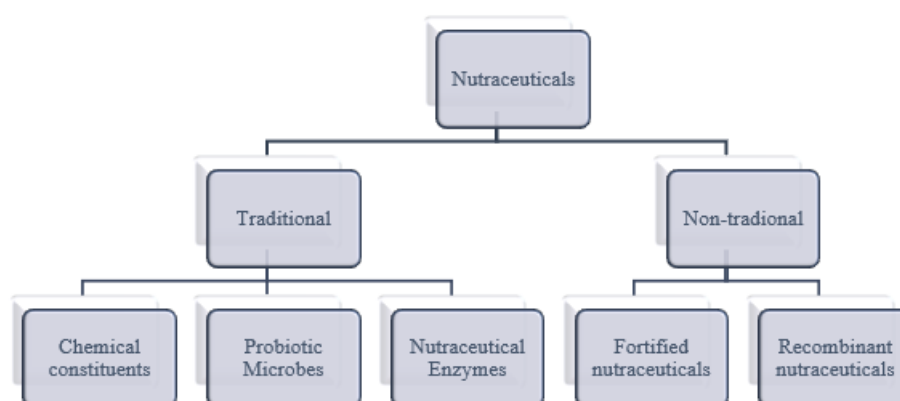 Nutraceuticals
Traditional
Non-tradional
Chemical
constituents
Probiotic
Microbes
Nutraceutical
Enzymes
Fortified
nutraceuticals
Recombinant
nutraceuticals